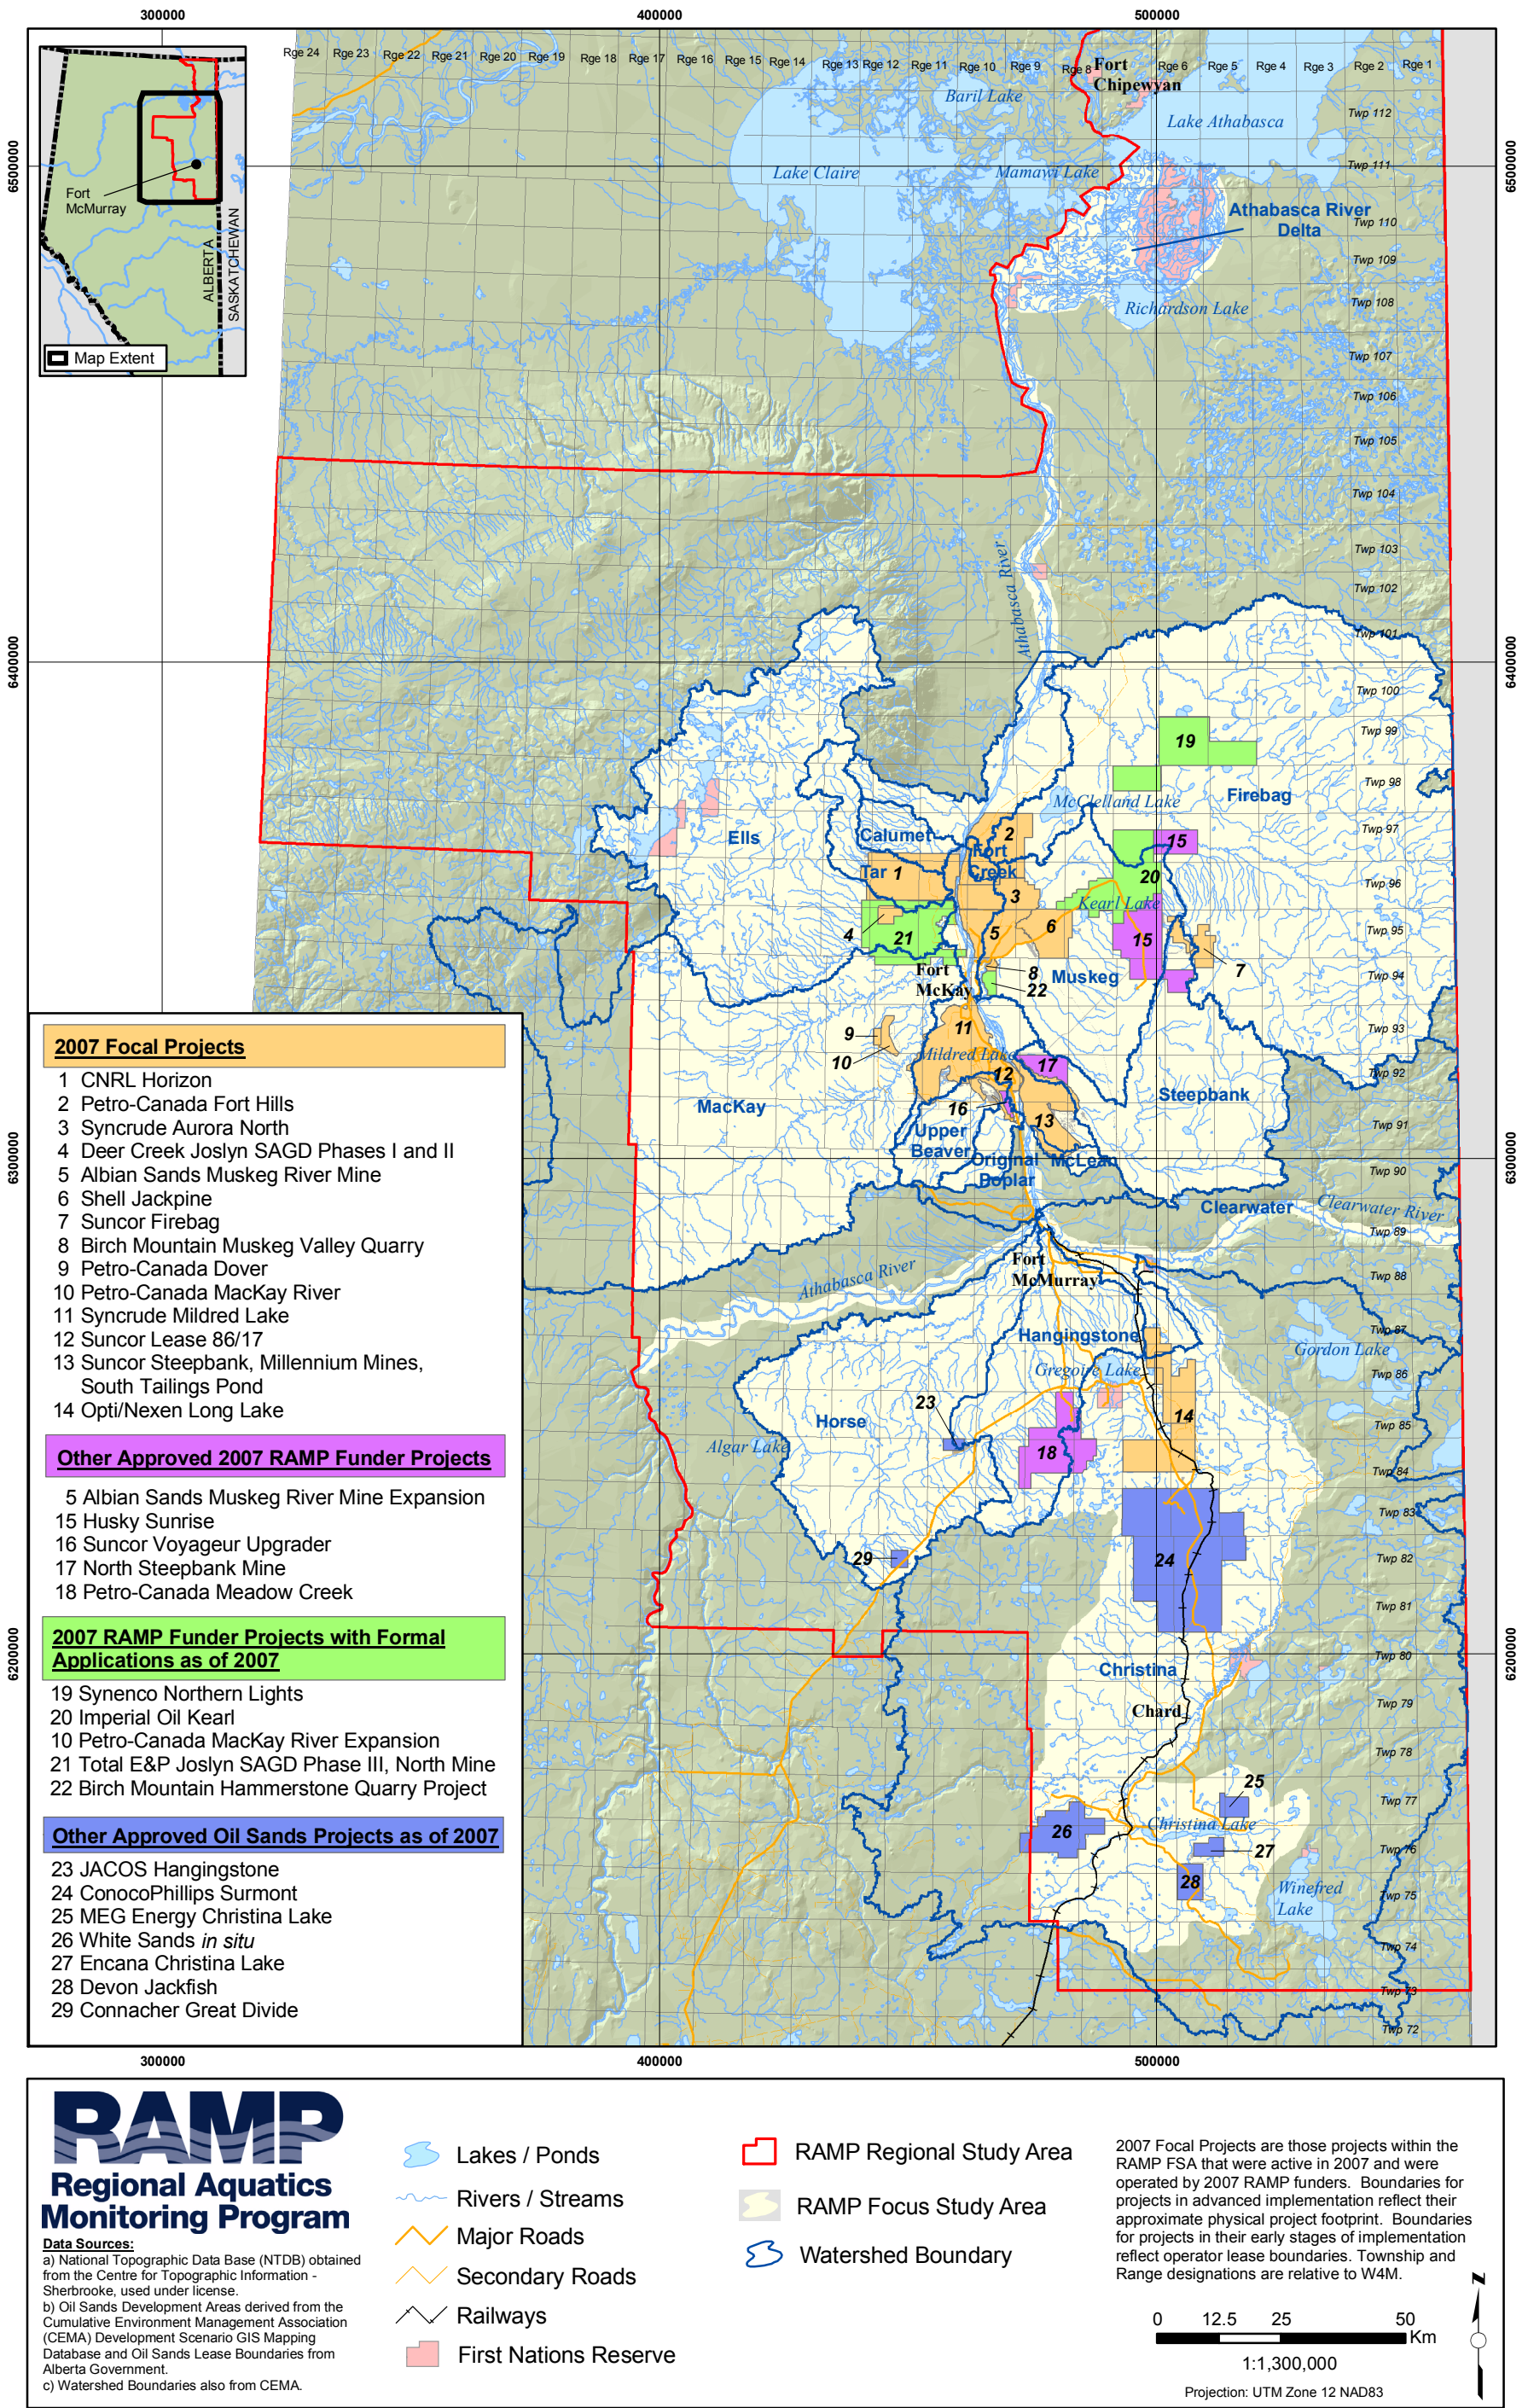 300000
400000
500000
Rge 24
Rge 23
Rge 22
Rge 21
Rge 20
Rge 19
Rge 18
Rge 17
Rge 16
Rge 15
Rge 14
Rge 13
Rge 12
Rge 11
Rge 10
Rge 9
Rge 8
Rge 6
Rge 5
Rge 4
Rge 3
Rge 2
Rge 1
Fort
Chipewyan
Baril Lake
Lake Athabasca
Twp 112
6500000
6500000
Lake Claire
Mamawi Lake
Twp 111
Fort
McMurray
ALBERTA
SASKATCHEWAN
Map Extent
Athabasca River
Delta
Twp 110
Twp 109
Richardson Lake
Twp 108
Twp 107
Twp 106
Twp 105
Twp 104
Athabasca River
Twp 103
Twp 102
Twp 101
6400000
6400000
Twp 100
19
Twp 99
Twp 98
McClelland Lake
Firebag
Ells
Calumet
2
Twp 97
15
Fort
Creek
Tar 1
20
Twp 96
3
Kearl Lake
4
21
5
6
15
Twp 95
7
Fort
McKay
8
22
Muskeg
Twp 94
9
10
11
Twp 93
Mildred Lake
12
17
Twp 92
MacKay
16
13
Steepbank
Twp 91
Upper
Beaver
Original
Poplar
McLean
Twp 90
6300000
6300000
Clearwater
Clearwater River
Twp 89
Fort
McMurray
Athabasca River
Twp 88
Hangingstone
Twp 87
Gordon Lake
Gregoire Lake
Twp 86
23
Horse
14
Twp 85
Algar Lake
18
Twp 84
Twp 83
29
24
Twp 82
Twp 81
6200000
6200000
Twp 80
Christina
Twp 79
Chard
Twp 78
25
Twp 77
26
Christina Lake
27
Twp 76
28
Winefred
Lake
Twp 75
Twp 74
Twp 73
Twp 72
2007 Focal Projects
1 CNRL Horizon
2 Petro-Canada Fort Hills
3 Syncrude Aurora North
4 Deer Creek Joslyn SAGD Phases I and II
5 Albian Sands Muskeg River Mine
6 Shell Jackpine
7 Suncor Firebag
8 Birch Mountain Muskeg Valley Quarry
9 Petro-Canada Dover
10 Petro-Canada MacKay River
11 Syncrude Mildred Lake
12 Suncor Lease 86/17
13 Suncor Steepbank, Millennium Mines,
South Tailings Pond
14 Opti/Nexen Long Lake
Other Approved 2007 RAMP Funder Projects
5 Albian Sands Muskeg River Mine Expansion
15 Husky Sunrise
16 Suncor Voyageur Upgrader
17 North Steepbank Mine
18 Petro-Canada Meadow Creek
2007 RAMP Funder Projects with Formal
Applications as of 2007
19 Synenco Northern Lights
20 Imperial Oil Kearl
10 Petro-Canada MacKay River Expansion
21 Total E&P Joslyn SAGD Phase III, North Mine
22 Birch Mountain Hammerstone Quarry Project
Other Approved Oil Sands Projects as of 2007
23 JACOS Hangingstone
24 ConocoPhillips Surmont
25 MEG Energy Christina Lake
26 White Sands in situ
27 Encana Christina Lake
28 Devon Jackfish
29 Connacher Great Divide
300000
400000
500000
RAMP
Regional Aquatics
Monitoring Program
Data Sources:
a) National Topographic Data Base (NTDB) obtained
from the Centre for Topographic Information -
Sherbrooke, used under license.
b) Oil Sands Development Areas derived from the
Cumulative Environment Management Association
(CEMA) Development Scenario GIS Mapping
Database and Oil Sands Lease Boundaries from
Alberta Government.
c) Watershed Boundaries also from CEMA.
Lakes / Ponds
Rivers / Streams
Major Roads
Secondary Roads
Railways
First Nations Reserve
RAMP Regional Study Area
RAMP Focus Study Area
Watershed Boundary
2007 Focal Projects are those projects within the
RAMP FSA that were active in 2007 and were
operated by 2007 RAMP funders. Boundaries for
projects in advanced implementation reflect their
approximate physical project footprint. Boundaries
for projects in their early stages of implementation
reflect operator lease boundaries. Township and
Range designations are relative to W4M.
N
0 12.5 25 50
Km
1:1,300,000
Projection: UTM Zone 12 NAD83